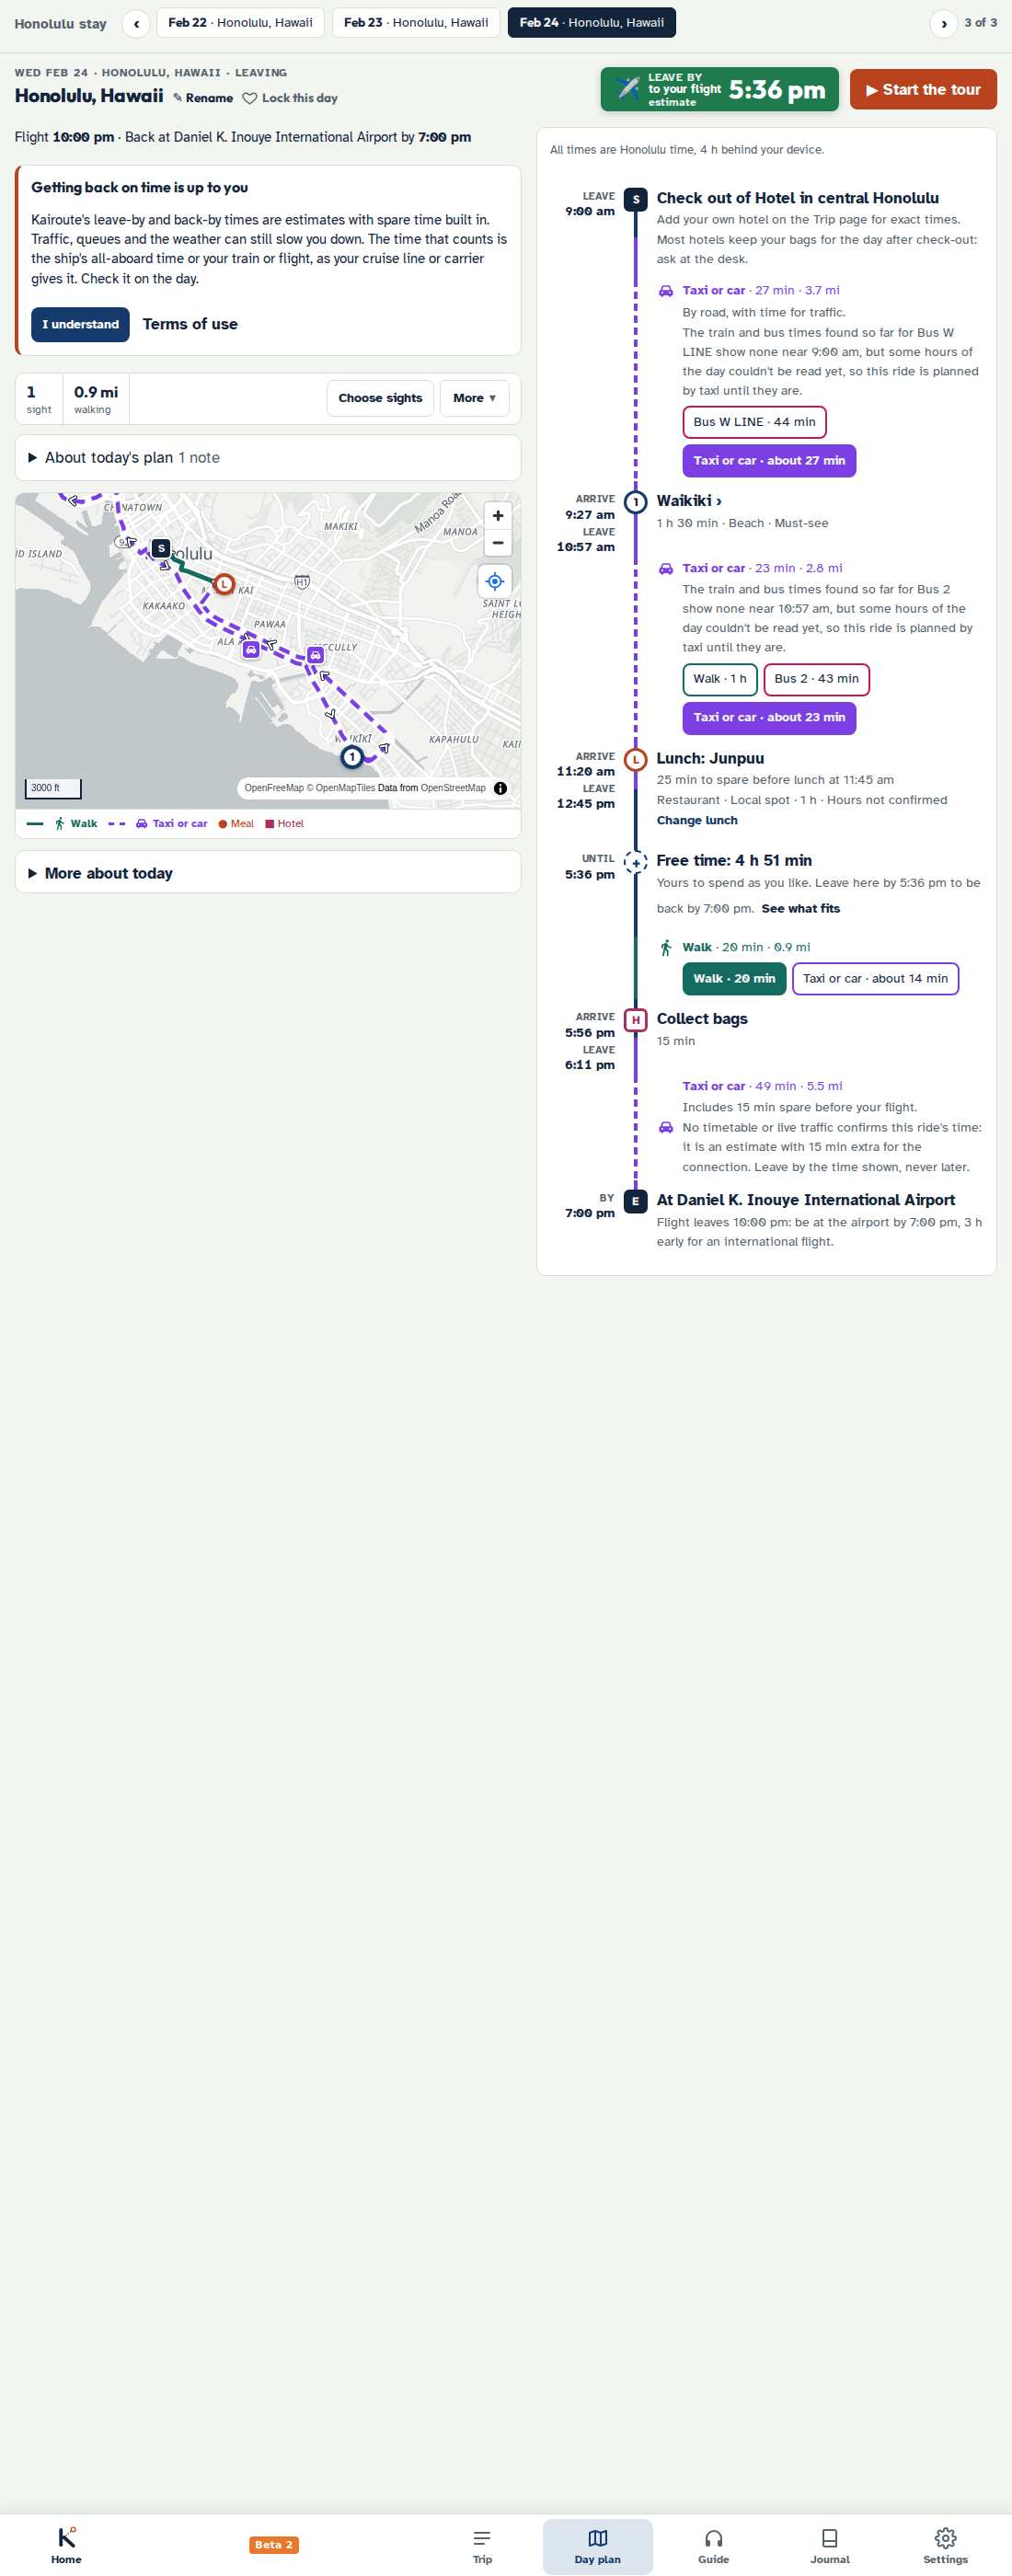 Honolulu stay
‹
Feb 22 · Honolulu, Hawaii
Feb 23 · Honolulu, Hawaii
Feb 24 · Honolulu, Hawaii
›
3 of 3
WED FEB 24 · HONOLULU, HAWAII · LEAVING
Honolulu, Hawaii
✎ Rename
Lock this day
LEAVE BY
to your flight
estimate
5:36 pm
▶ Start the tour
Flight 10:00 pm · Back at Daniel K. Inouye International Airport by 7:00 pm
Getting back on time is up to you
Kairoute's leave-by and back-by times are estimates with spare time built in.
Traffic, queues and the weather can still slow you down. The time that counts is
the ship's all-aboard time or your train or flight, as your cruise line or carrier
gives it. Check it on the day.
I understand
Terms of use
1
sight
0.9 mi
walking
Choose sights
More ▼
▶ About today's plan 1 note
CHINATOWN
MAKIKI
Manoa Roa
MANOA
ND ISLAND
S
olulu
L
KAI
H1
KAKAAKO
SAINT LO
HEIGH
PAWAA
ALA
CCULLY
KIKĪ
1
KAPAHULU
KAI
+
−
3000 ft
OpenFreeMap © OpenMapTiles Data from OpenStreetMap
Walk
Taxi or car
Meal
Hotel
▶ More about today
All times are Honolulu time, 4 h behind your device.
LEAVE
9:00 am
S
Check out of Hotel in central Honolulu
Add your own hotel on the Trip page for exact times.
Most hotels keep your bags for the day after check-out:
ask at the desk.
Taxi or car · 27 min · 3.7 mi
By road, with time for traffic.
The train and bus times found so far for Bus W
LINE show none near 9:00 am, but some hours of
the day couldn't be read yet, so this ride is planned
by taxi until they are.
Bus W LINE · 44 min
Taxi or car · about 27 min
ARRIVE
9:27 am
LEAVE
10:57 am
1
Waikiki ›
1 h 30 min · Beach · Must-see
Taxi or car · 23 min · 2.8 mi
The train and bus times found so far for Bus 2
show none near 10:57 am, but some hours of the
day couldn't be read yet, so this ride is planned by
taxi until they are.
Walk · 1 h
Bus 2 · 43 min
Taxi or car · about 23 min
ARRIVE
11:20 am
LEAVE
12:45 pm
L
Lunch: Junpuu
25 min to spare before lunch at 11:45 am
Restaurant · Local spot · 1 h · Hours not confirmed
Change lunch
UNTIL
5:36 pm
+
Free time: 4 h 51 min
Yours to spend as you like. Leave here by 5:36 pm to be
back by 7:00 pm. See what fits
Walk · 20 min · 0.9 mi
Walk · 20 min
Taxi or car · about 14 min
ARRIVE
5:56 pm
LEAVE
6:11 pm
H
Collect bags
15 min
Taxi or car · 49 min · 5.5 mi
Includes 15 min spare before your flight.
No timetable or live traffic confirms this ride's time:
it is an estimate with 15 min extra for the
connection. Leave by the time shown, never later.
BY
7:00 pm
E
At Daniel K. Inouye International Airport
Flight leaves 10:00 pm: be at the airport by 7:00 pm, 3 h
early for an international flight.
Home
Beta 2
Trip
Day plan
Guide
Journal
Settings